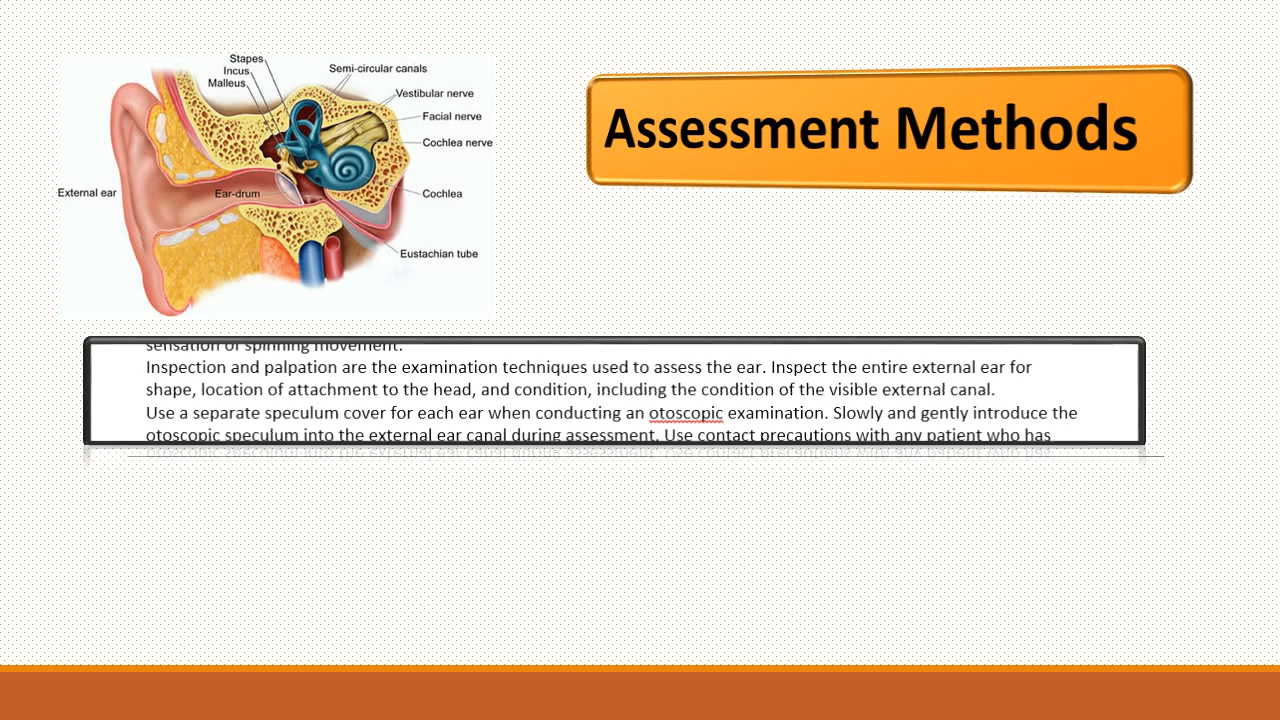 Stapes
Incus
Malleus
Semi-circular canals
Vestibular nerve
Facial nerve
Cochlea nerve
External ear
Ear-drum
Cochlea
Eustachian tube
Assessment Methods
sensation of spinning movement.
Inspection and palpation are the examination techniques used to assess the ear. Inspect the entire external ear for
shape, location of attachment to the head, and condition, including the condition of the visible external canal.
Use a separate speculum cover for each ear when conducting an otoscopic examination. Slowly and gently introduce the
otoscopic speculum into the external ear canal during assessment. Use contact precautions with any patient who has